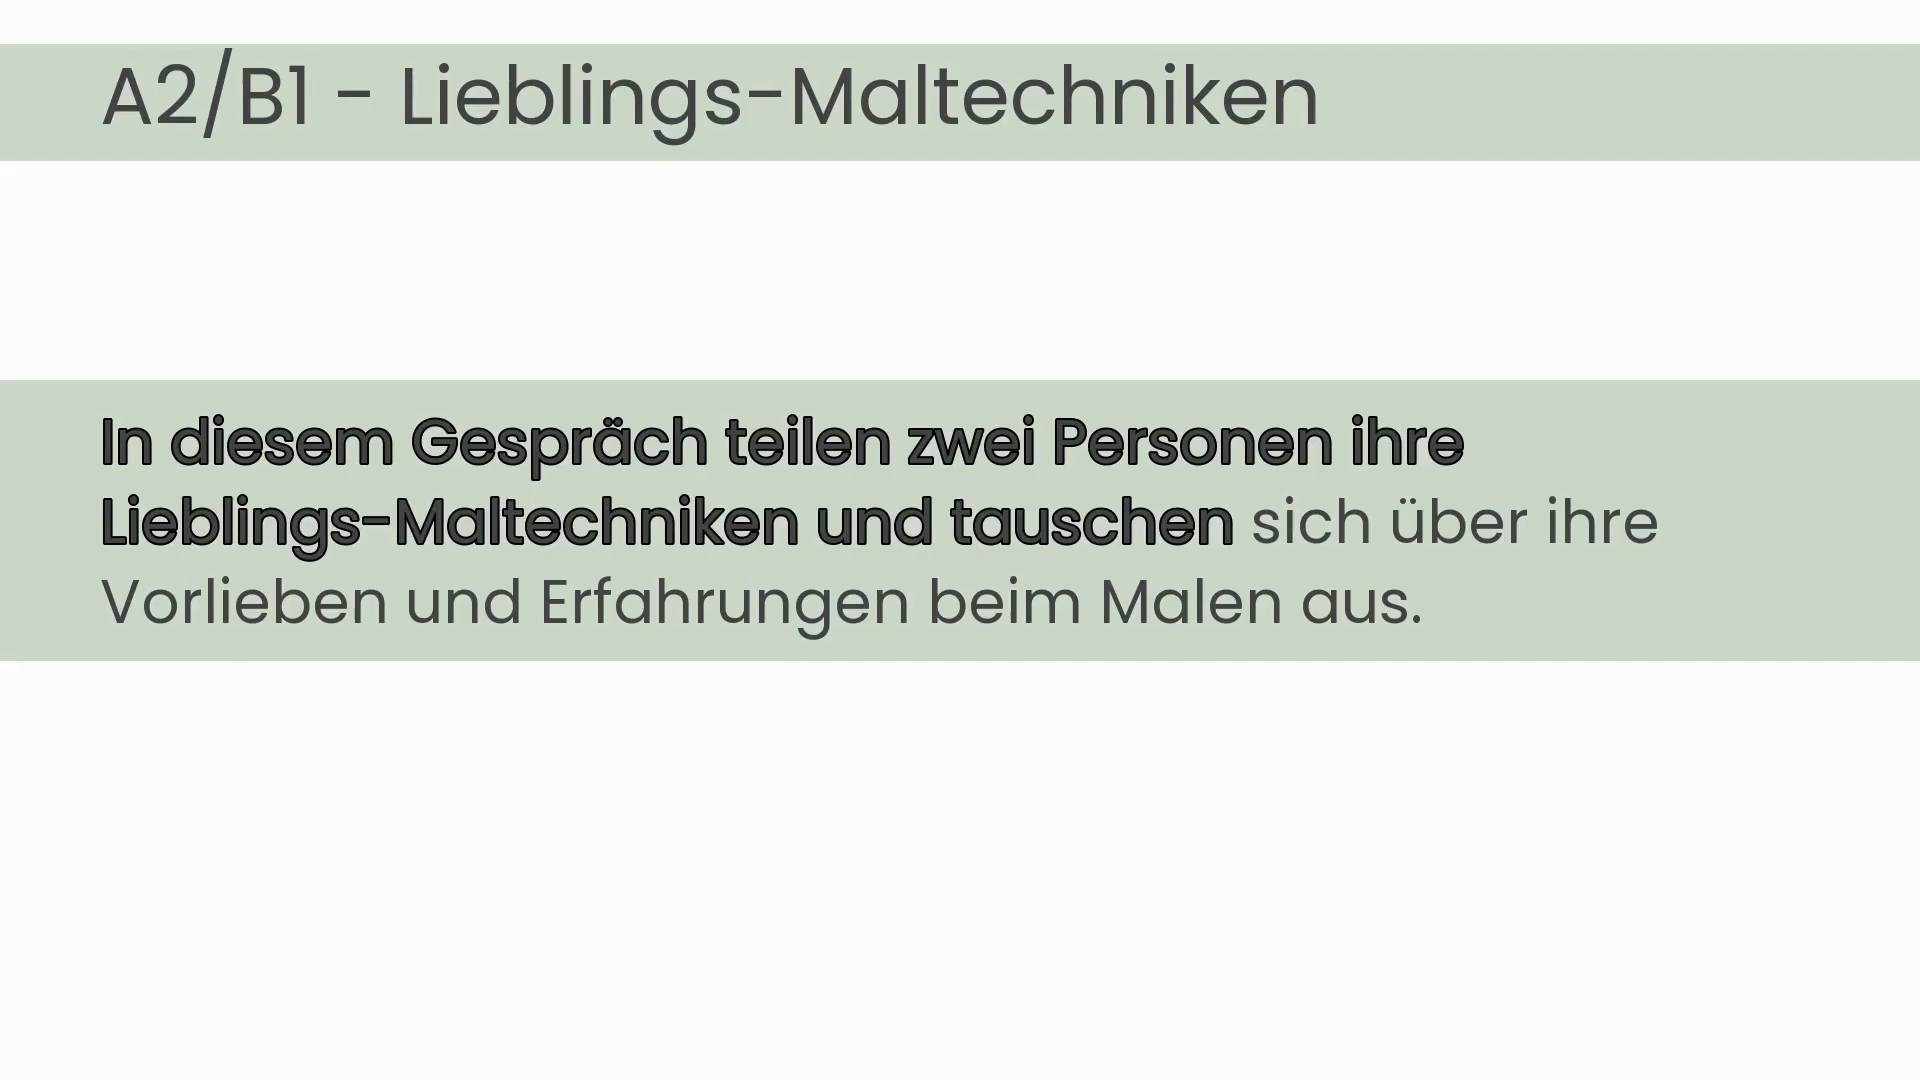 A2/B1 - Lieblings-Maltechniken
In diesem Gespräch teilen zwei Personen ihre
Lieblings-Maltechniken und tauschen sich über ihre
Vorlieben und Erfahrungen beim Malen aus.